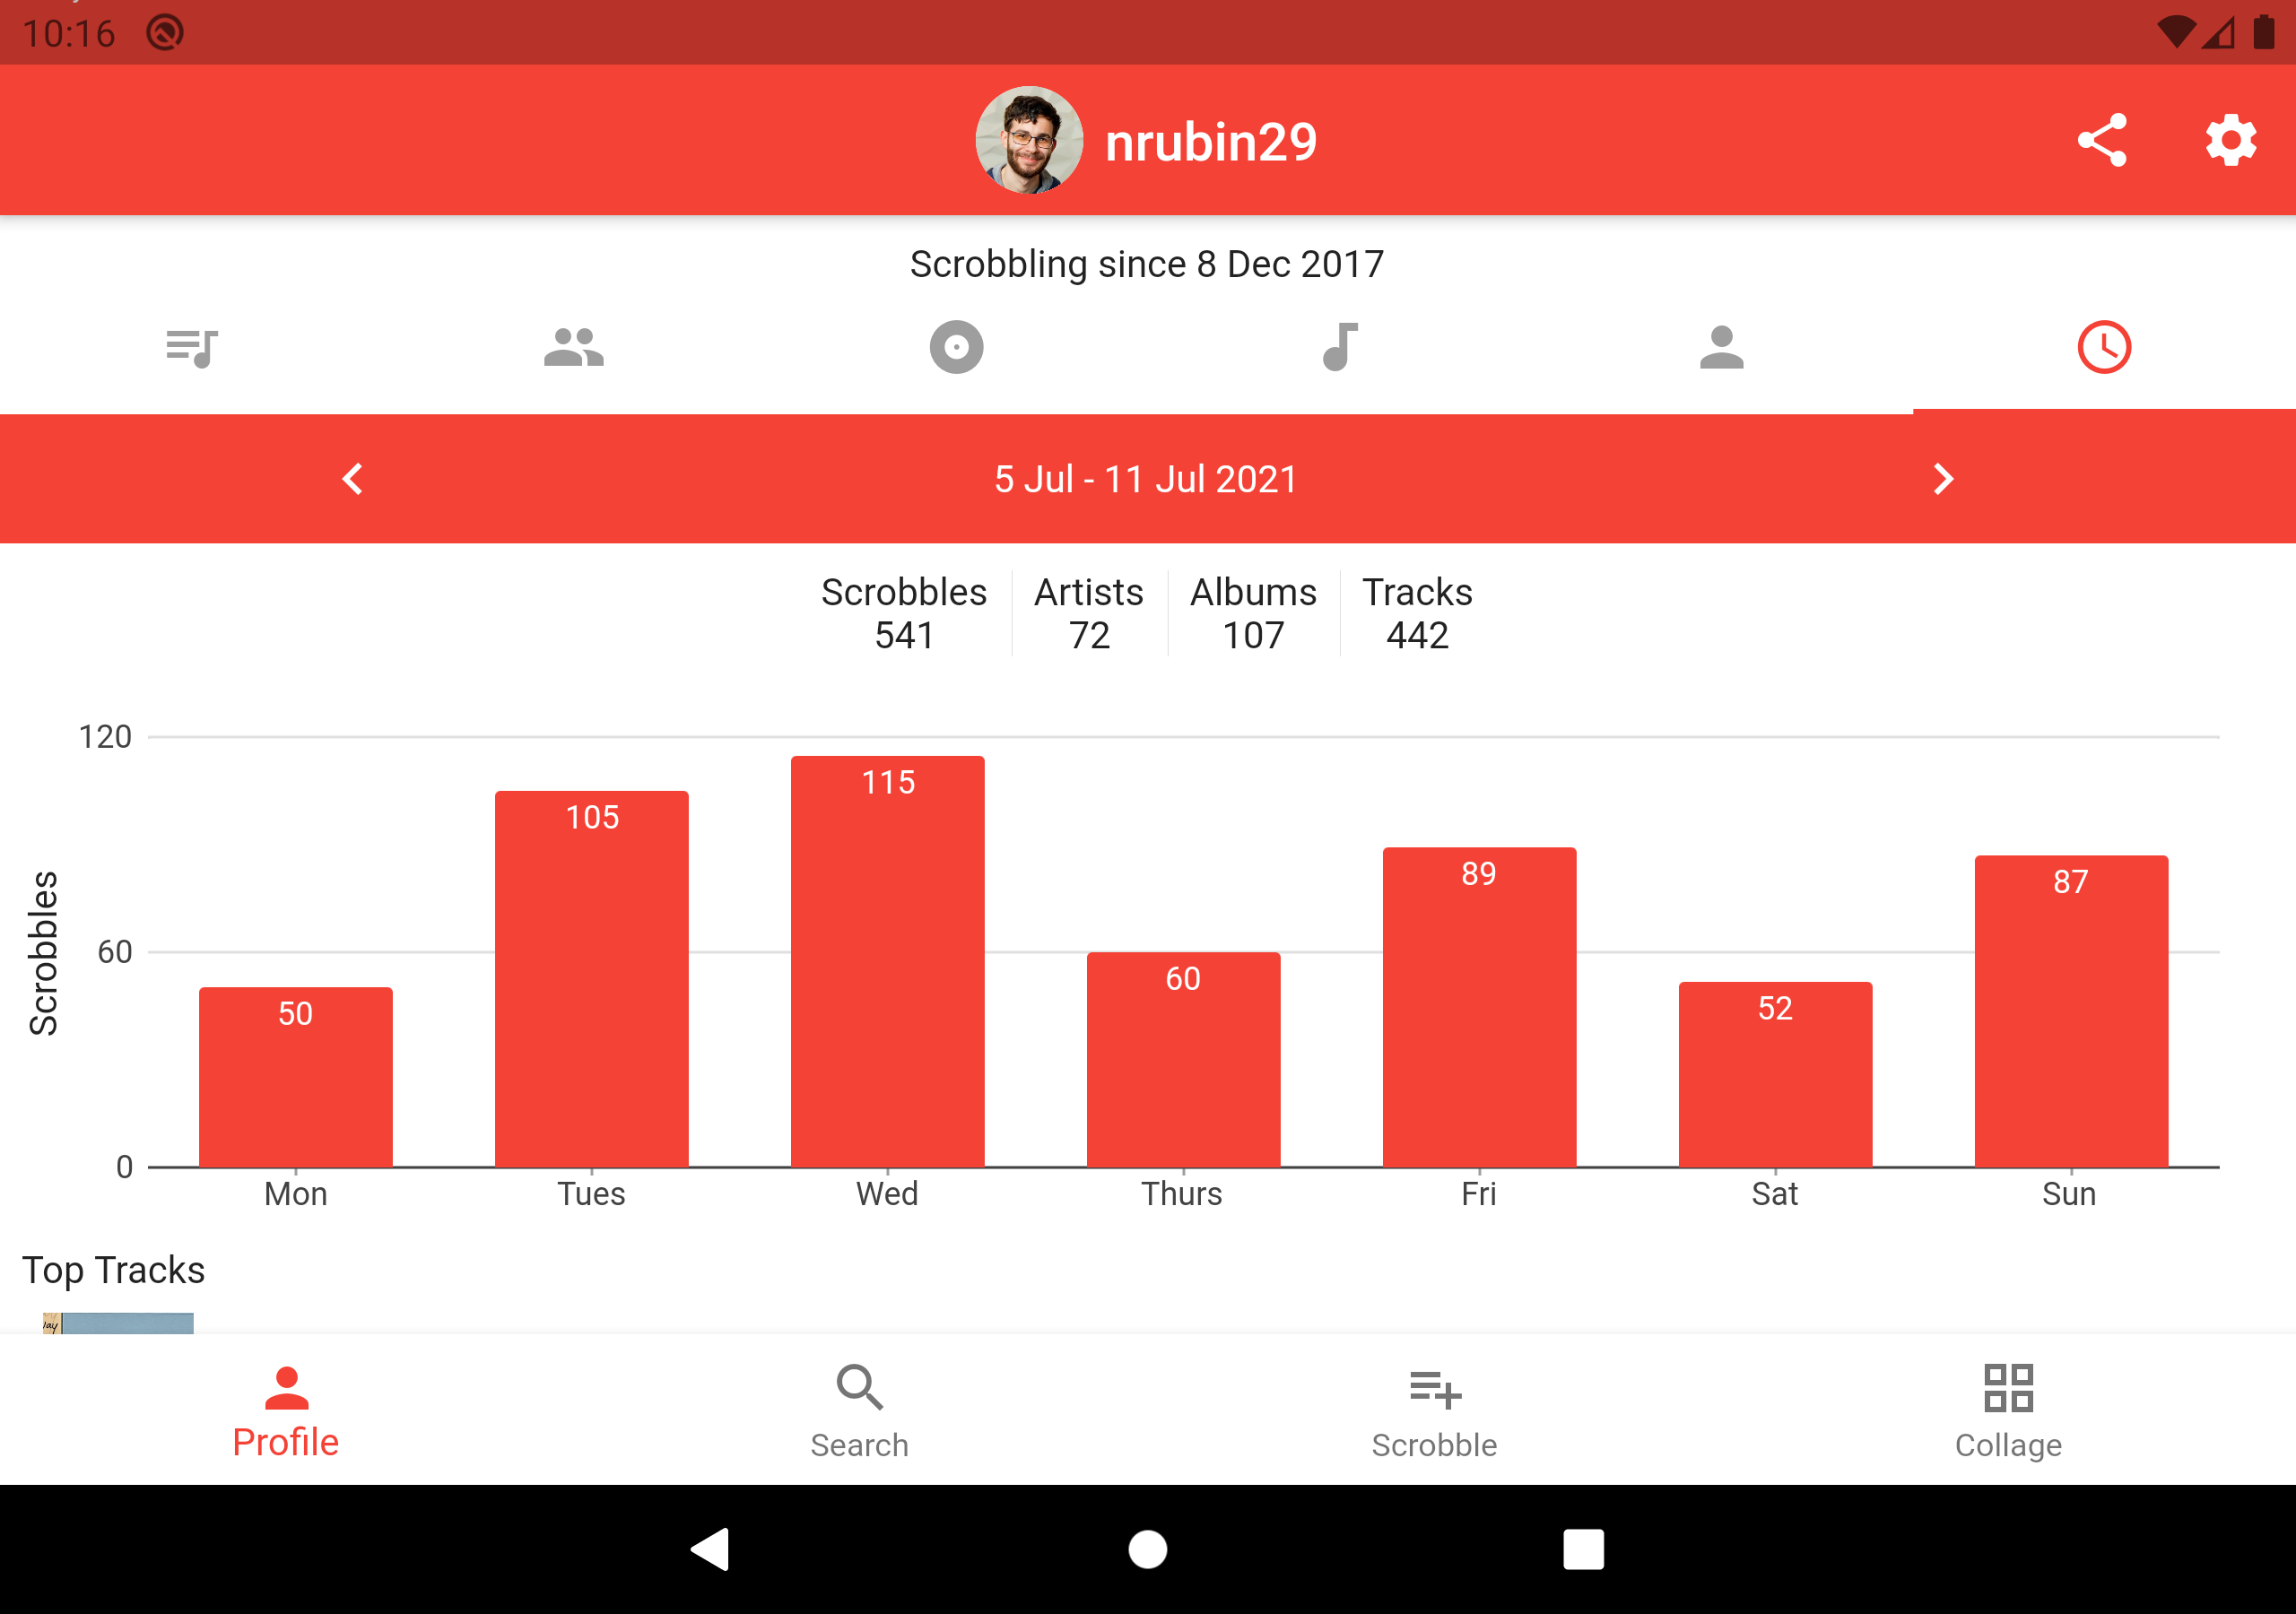 10:16
nrubin29
Scrobbling since 8 Dec 2017
5 Jul - 11 Jul 2021
Scrobbles Artists Albums Tracks
541 72 107 442
120
115
105
89
87
60
60
52
50
0
Scrobbles
Mon Tues Wed Thurs Fri Sat Sun
Top Tracks
Profile Search Scrobble Collage